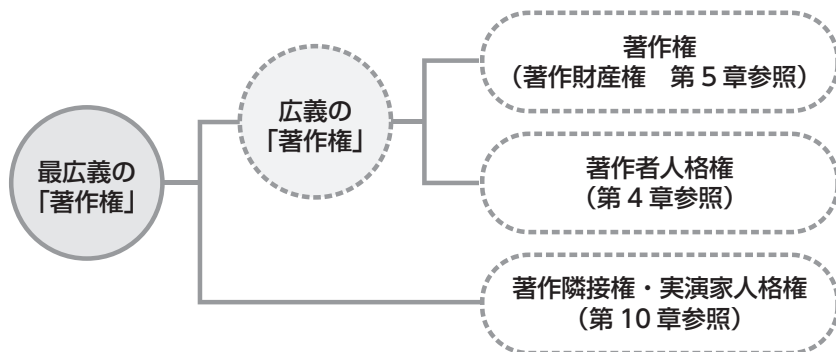 最広義の
「著作権」
広義の
「著作権」
著作権
（著作財産権　第5章参照）
著作者人格権
（第4章参照）
著作隣接権・実演家人格権
（第10章参照）